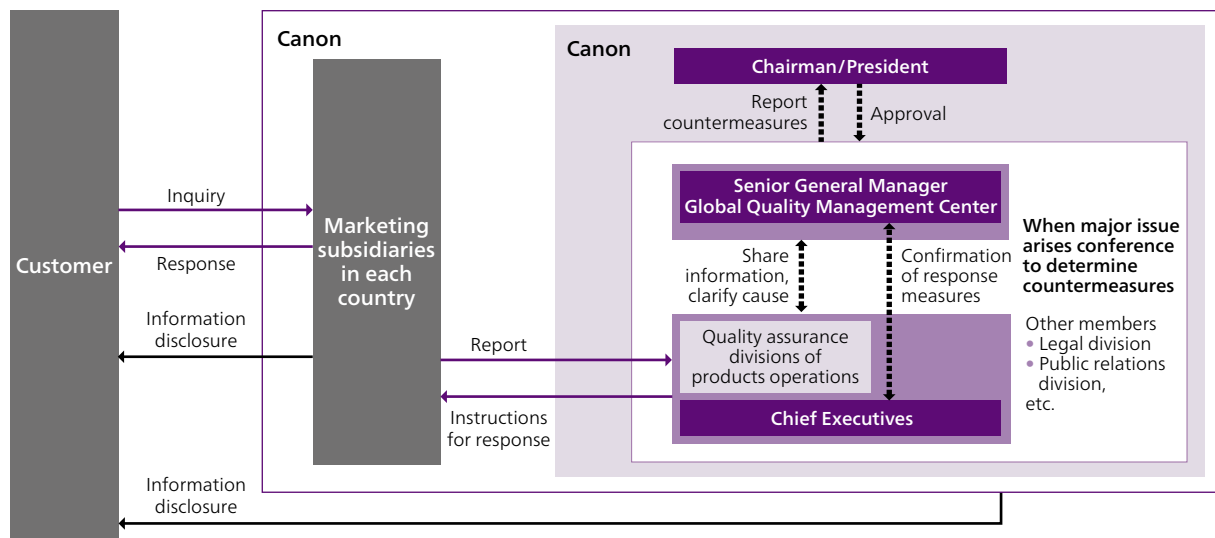 Canon
Canon
Chairman/President
Report
countermeasures
Approval
Senior General Manager
Global Quality Management Center
Inquiry
Response
Customer
Marketing
subsidiaries
in each
country
Share
information,
clarify cause
Confirmation
of response
measures
When major issue
arises conference
to determine
countermeasures
Other members
• Legal division
• Public relations
division,
etc.
Information
disclosure
Report
Quality assurance
divisions of
products operations
Instructions
for response
Chief Executives
Information
disclosure